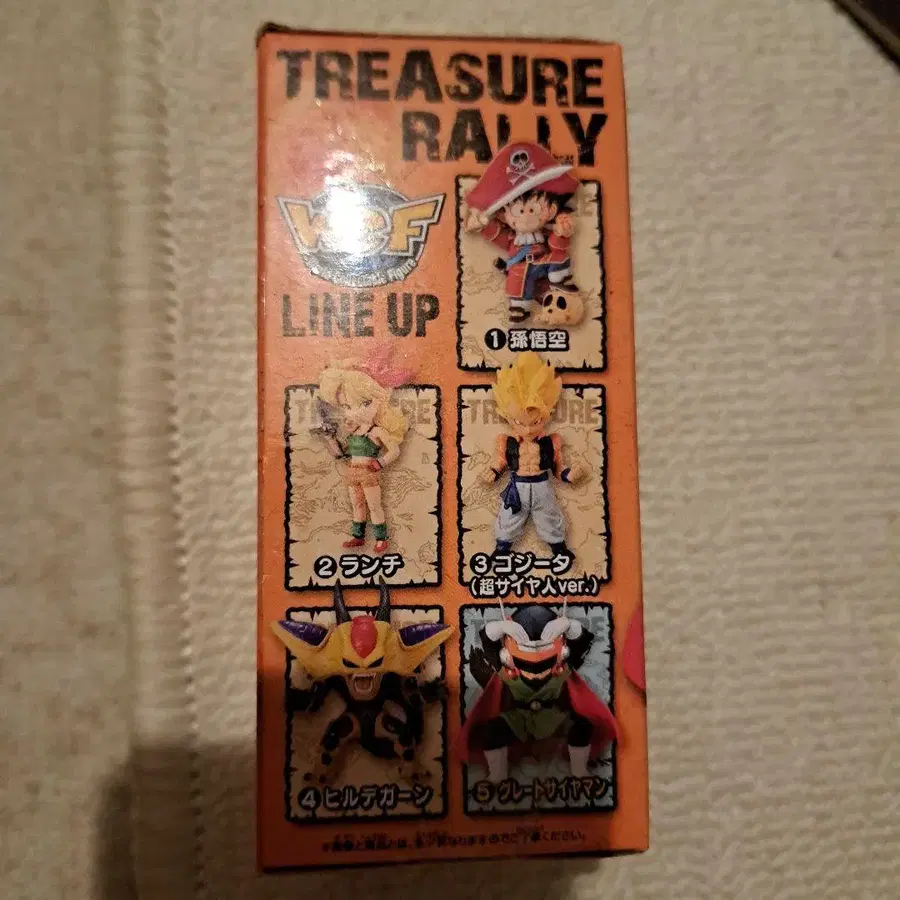 TREASURE
RALLY
WCF
LINE UP
① 孫悟空
TREASURE
② ランチ
TREASURE
③ ゴジータ
(超サイヤ人ver.)
④ ヒルデガーン
⑤ グレートサイヤマン